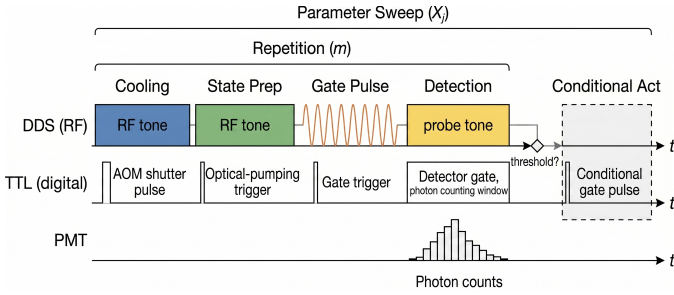 Parameter Sweep (Xj)
Repetition (m)
Cooling
State Prep
Gate Pulse
Detection
Conditional Act
DDS (RF)
RF tone
RF tone
probe tone
t
threshold?
TTL (digital)
AOM shutter
pulse
Optical-pumping
trigger
Gate trigger
Detector gate,
photon counting window
Conditional
gate pulse
t
PMT
t
Photon counts